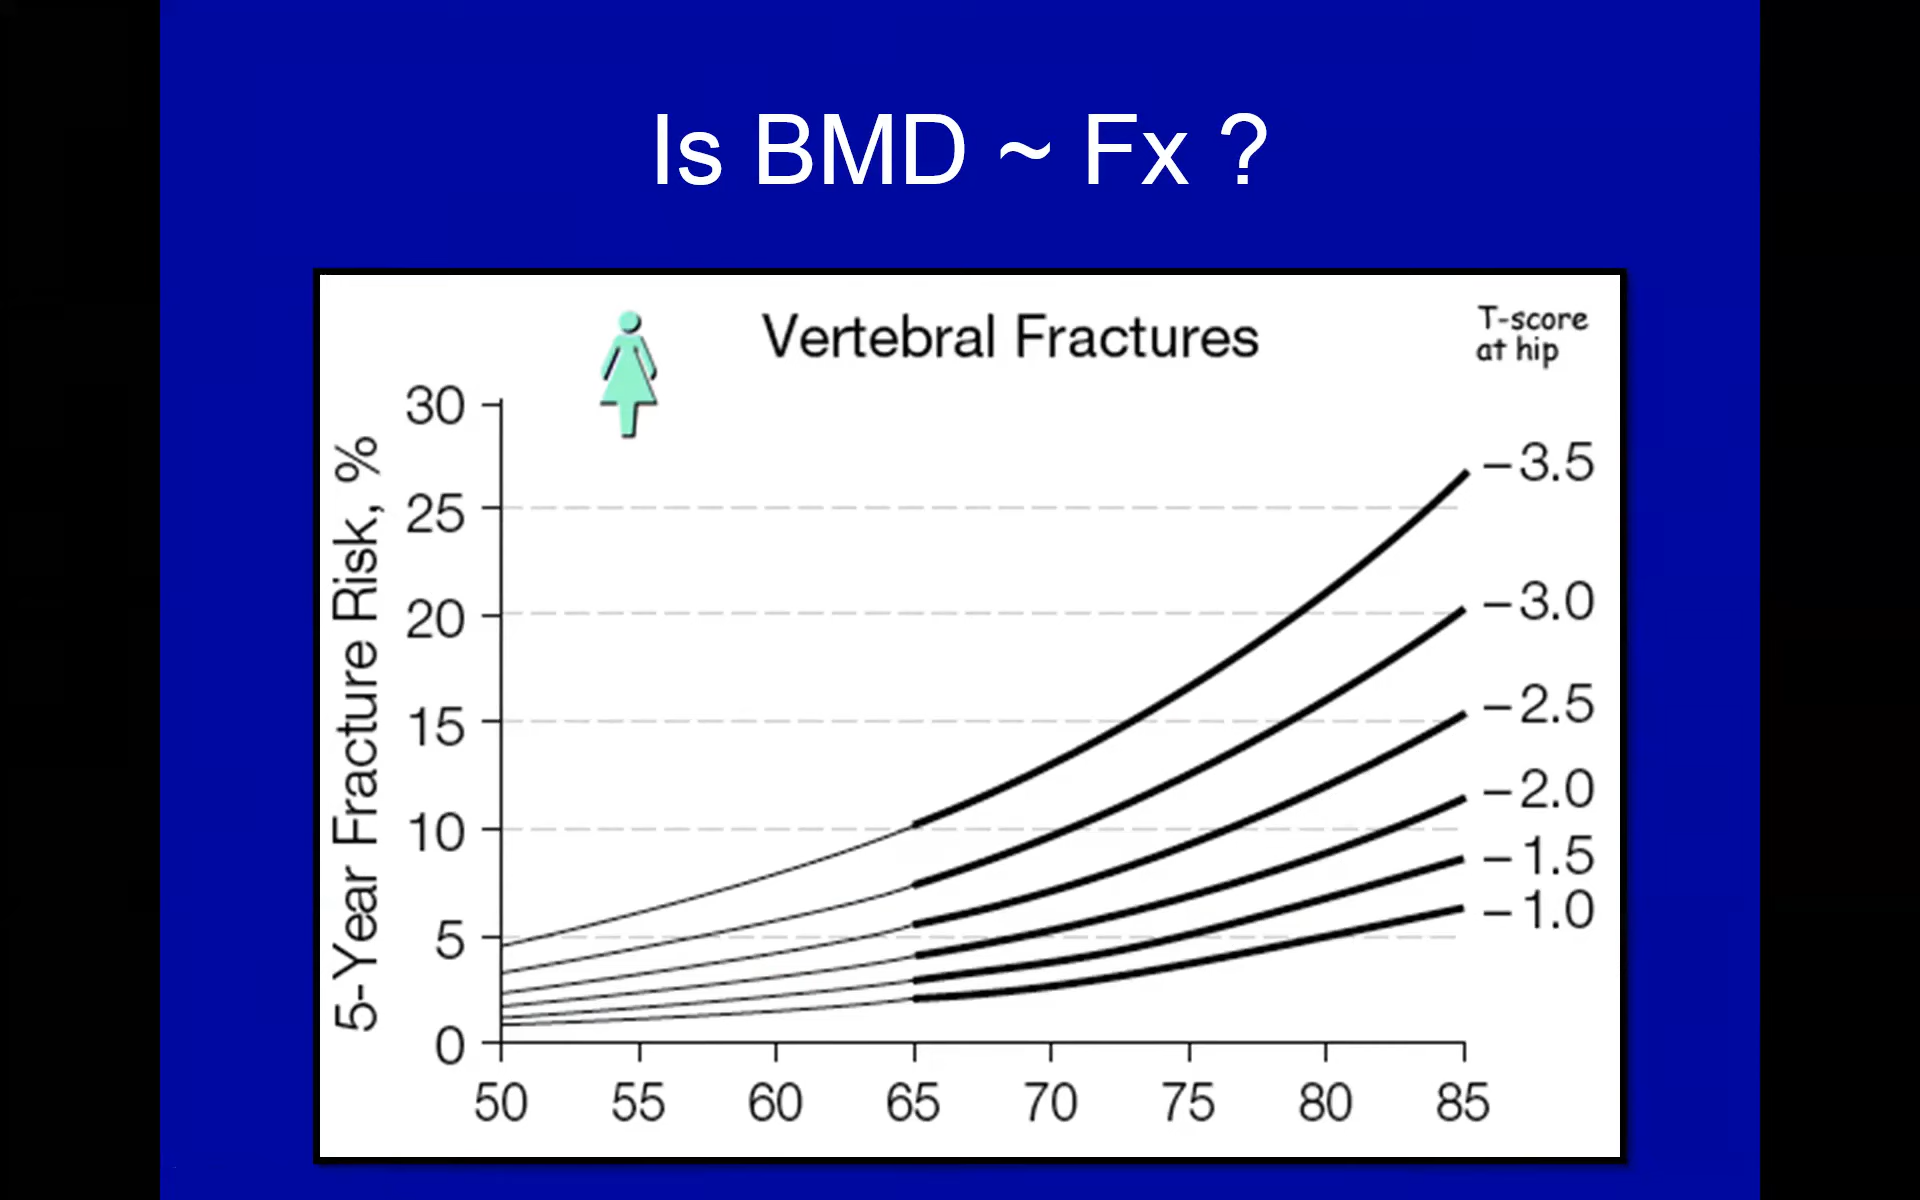 Is BMD ~ Fx ?
Vertebral Fractures
T-score
at hip
5-Year Fracture Risk, %
30
25
20
15
10
5
0
−3.5
−3.0
−2.5
−2.0
−1.5
−1.0
50 55 60 65 70 75 80 85